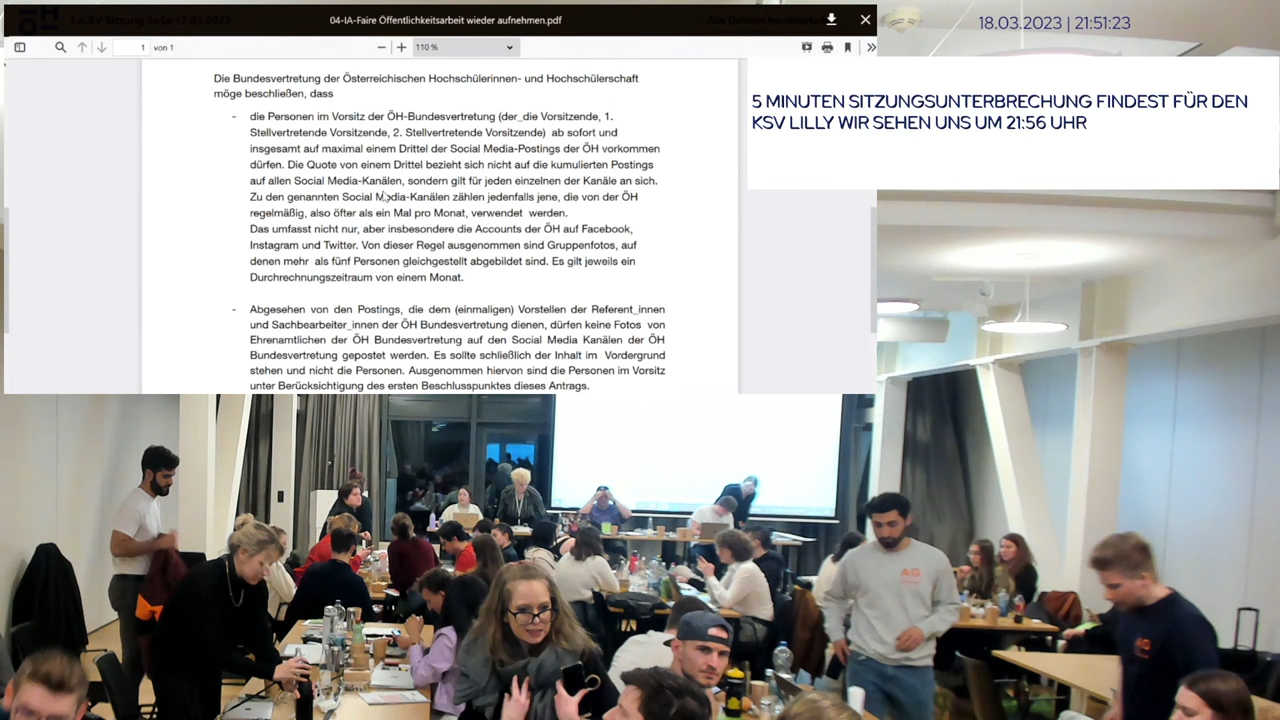 1.o.BV Sitzung SoSe 17.03.2023
04-IA-Faire Öffentlichkeitsarbeit wieder aufnehmen.pdf
18.03.2023 | 21:51:23
1 von 1
110 %
Die Bundesvertretung der Österreichischen Hochschülerinnen- und Hochschülerschaft
möge beschließen, dass
- die Personen im Vorsitz der ÖH-Bundesvertretung (der_die Vorsitzende, 1.
Stellvertretende Vorsitzende, 2. Stellvertretende Vorsitzende) ab sofort und
insgesamt auf maximal einem Drittel der Social Media-Postings der ÖH vorkommen
dürfen. Die Quote von einem Drittel bezieht sich nicht auf die kumulierten Postings
auf allen Social Media-Kanälen, sondern gilt für jeden einzelnen der Kanäle an sich.
Zu den genannten Social Media-Kanälen zählen jedenfalls jene, die von der ÖH
regelmäßig, also öfter als ein Mal pro Monat, verwendet werden.
Das umfasst nicht nur, aber insbesondere die Accounts der ÖH auf Facebook,
Instagram und Twitter. Von dieser Regel ausgenommen sind Gruppenfotos, auf
denen mehr als fünf Personen gleichgestellt abgebildet sind. Es gilt jeweils ein
Durchrechnungszeitraum von einem Monat.
- Abgesehen von den Postings, die dem (einmaligen) Vorstellen der Referent_innen
und Sachbearbeiter_innen der ÖH Bundesvertretung dienen, dürfen keine Fotos von
Ehrenamtlichen der ÖH Bundesvertretung auf den Social Media Kanälen der ÖH
Bundesvertretung gepostet werden. Es sollte schließlich der Inhalt im Vordergrund
stehen und nicht die Personen. Ausgenommen hiervon sind die Personen im Vorsitz
unter Berücksichtigung des ersten Beschlusspunktes dieses Antrags.
5 MINUTEN SITZUNGSUNTERBRECHUNG FINDEST FÜR DEN
KSV LILLY WIR SEHEN UNS UM 21:56 UHR
AG